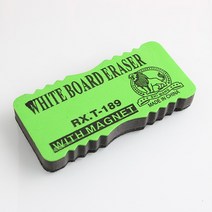 WHITE BOARD ERASER
RX.T-189
WITH MAGNET
MADE IN CHINA